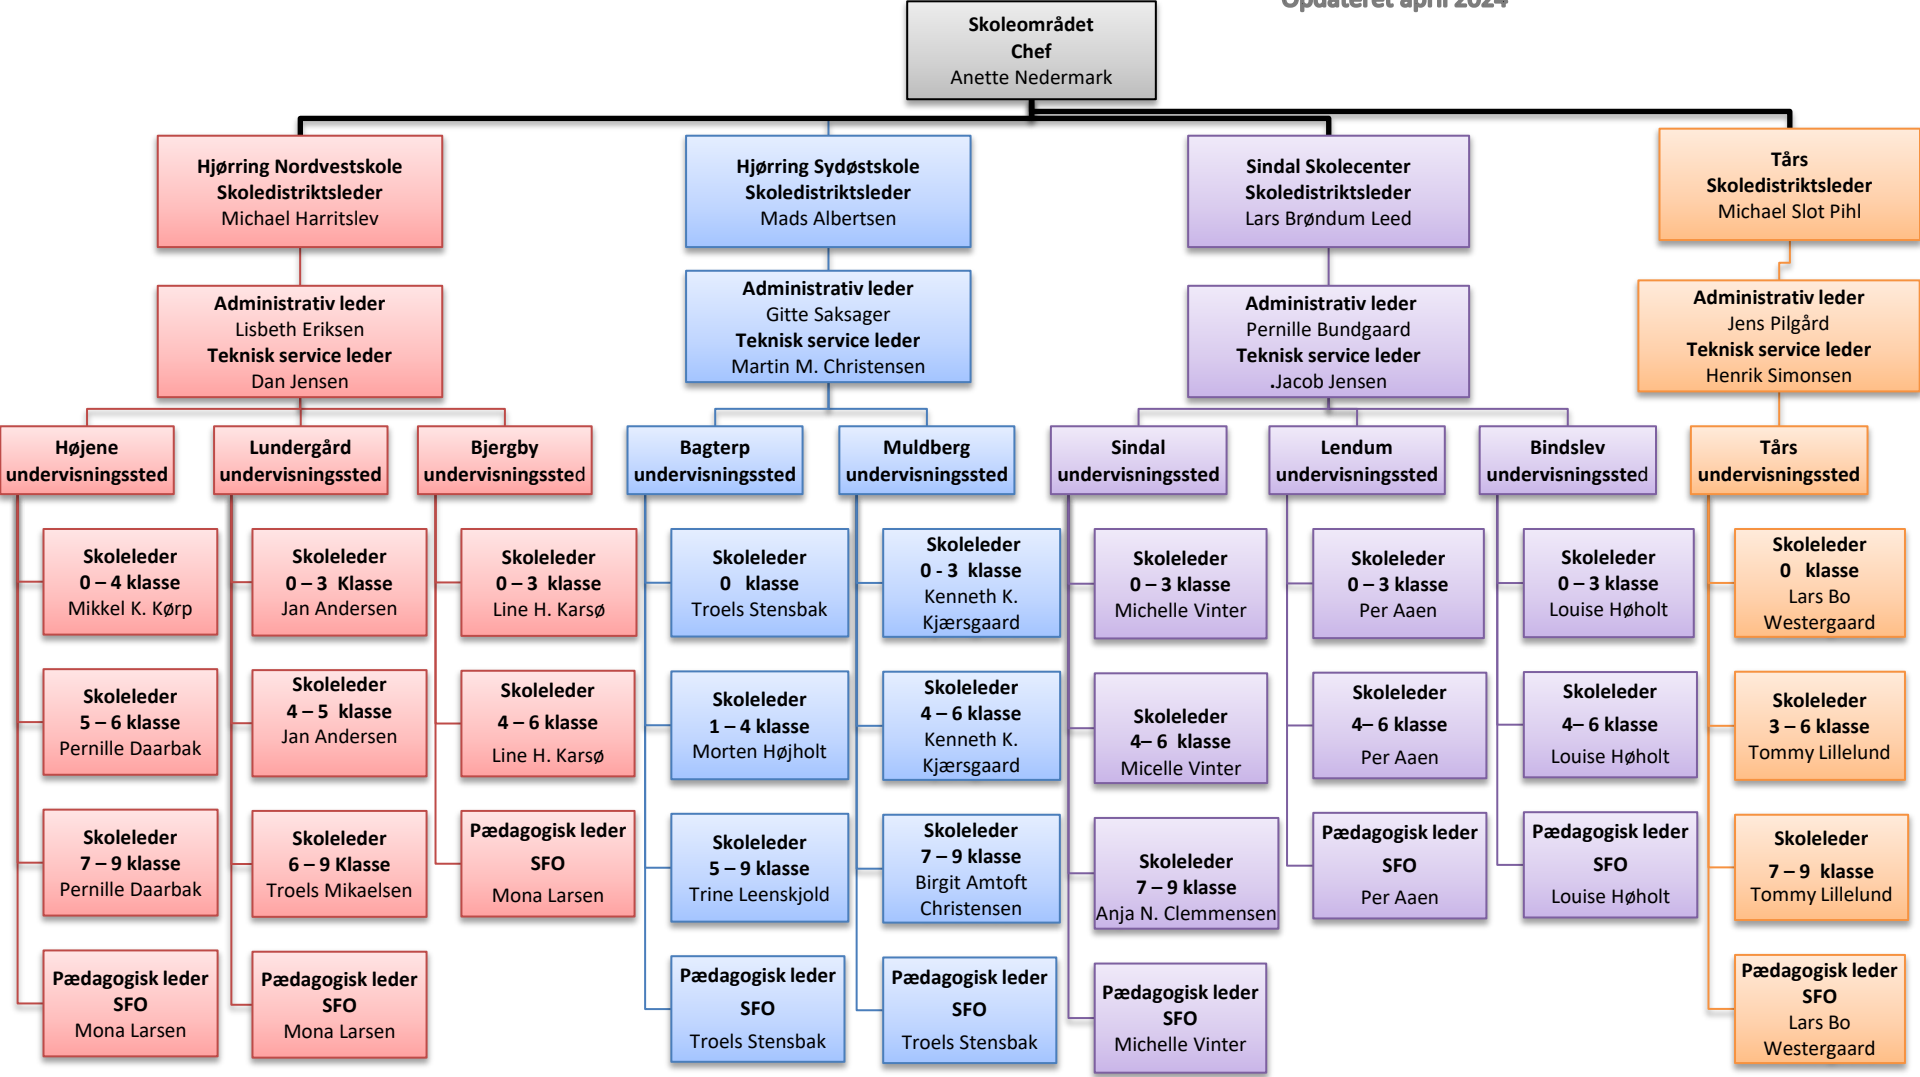 Opdateret april 2024
Skoleområdet
Chef
Anette Nedermark
Hjørring Nordvestskole
Skoledistriktsleder
Michael Harritslev
Hjørring Sydøstskole
Skoledistriktsleder
Mads Albertsen
Sindal Skolecenter
Skoledistriktsleder
Lars Brøndum Leed
Tårs
Skoledistriktsleder
Michael Slot Pihl
Administrativ leder
Lisbeth Eriksen
Teknisk service leder
Dan Jensen
Administrativ leder
Gitte Saksager
Teknisk service leder
Martin M. Christensen
Administrativ leder
Pernille Bundgaard
Teknisk service leder
.Jacob Jensen
Administrativ leder
Jens Pilgård
Teknisk service leder
Henrik Simonsen
Højene
undervisningssted
Lundergård
undervisningssted
Bjergby
undervisningssted
Bagterp
undervisningssted
Muldberg
undervisningssted
Sindal
undervisningssted
Lendum
undervisningssted
Bindslev
undervisningssted
Tårs
undervisningssted
Skoleleder
0 – 4 klasse
Mikkel K. Kørp
Skoleleder
0 – 3 Klasse
Jan Andersen
Skoleleder
0 – 3 klasse
Line H. Karsø
Skoleleder
0 klasse
Troels Stensbak
Skoleleder
0 - 3 klasse
Kenneth K.
Kjærsgaard
Skoleleder
0 – 3 klasse
Michelle Vinter
Skoleleder
0 – 3 klasse
Per Aaen
Skoleleder
0 – 3 klasse
Louise Høholt
Skoleleder
0 klasse
Lars Bo
Westergaard
Skoleleder
5 – 6 klasse
Pernille Daarbak
Skoleleder
4 – 5 klasse
Jan Andersen
Skoleleder
4 – 6 klasse
Line H. Karsø
Skoleleder
1 – 4 klasse
Morten Højholt
Skoleleder
4 – 6 klasse
Kenneth K.
Kjærsgaard
Skoleleder
4– 6 klasse
Micelle Vinter
Skoleleder
4– 6 klasse
Per Aaen
Skoleleder
4– 6 klasse
Louise Høholt
Skoleleder
3 – 6 klasse
Tommy Lillelund
Skoleleder
7 – 9 klasse
Pernille Daarbak
Skoleleder
6 – 9 Klasse
Troels Mikaelsen
Pædagogisk leder
SFO
Mona Larsen
Skoleleder
5 – 9 klasse
Trine Leenskjold
Skoleleder
7 – 9 klasse
Birgit Amtoft
Christensen
Skoleleder
7 – 9 klasse
Anja N. Clemmensen
Pædagogisk leder
SFO
Per Aaen
Pædagogisk leder
SFO
Louise Høholt
Skoleleder
7 – 9 klasse
Tommy Lillelund
Pædagogisk leder
SFO
Mona Larsen
Pædagogisk leder
SFO
Mona Larsen
Pædagogisk leder
SFO
Troels Stensbak
Pædagogisk leder
SFO
Troels Stensbak
Pædagogisk leder
SFO
Michelle Vinter
Pædagogisk leder
SFO
Lars Bo
Westergaard